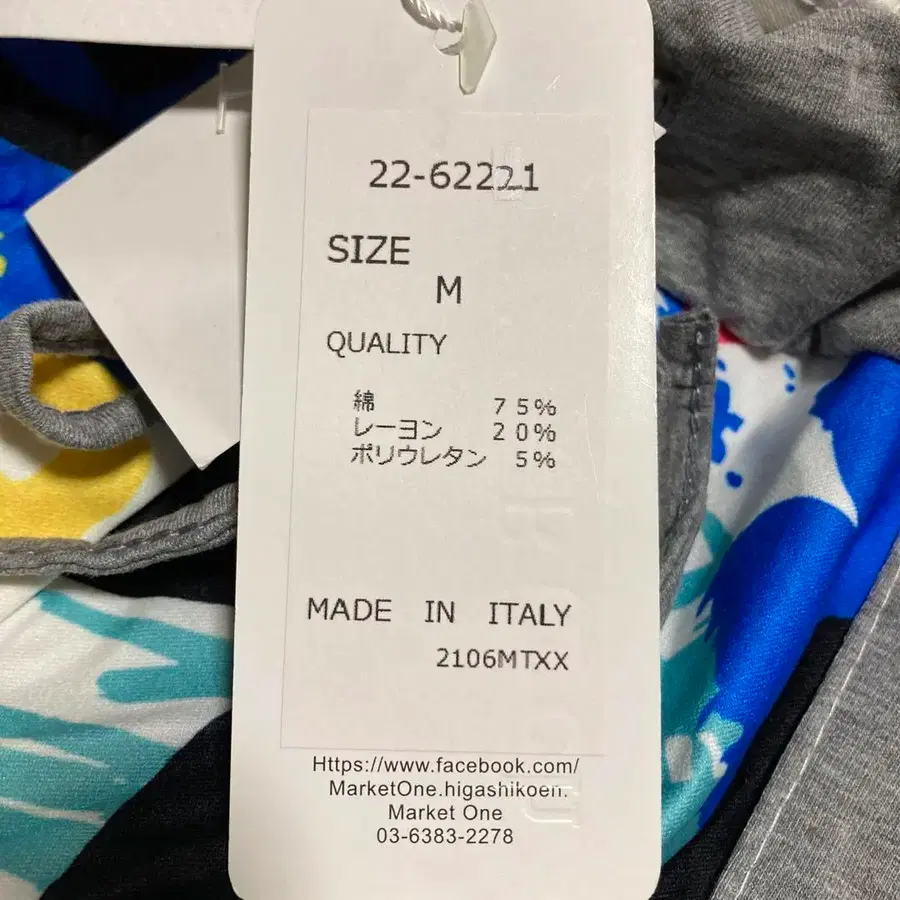 22-62221
SIZE
M
QUALITY
綿 75%
レーヨン 20%
ポリウレタン 5%
MADE IN ITALY
2106MTXX
Https://www.facebook.com/
MarketOne.higashikoen.
Market One
03-6383-2278